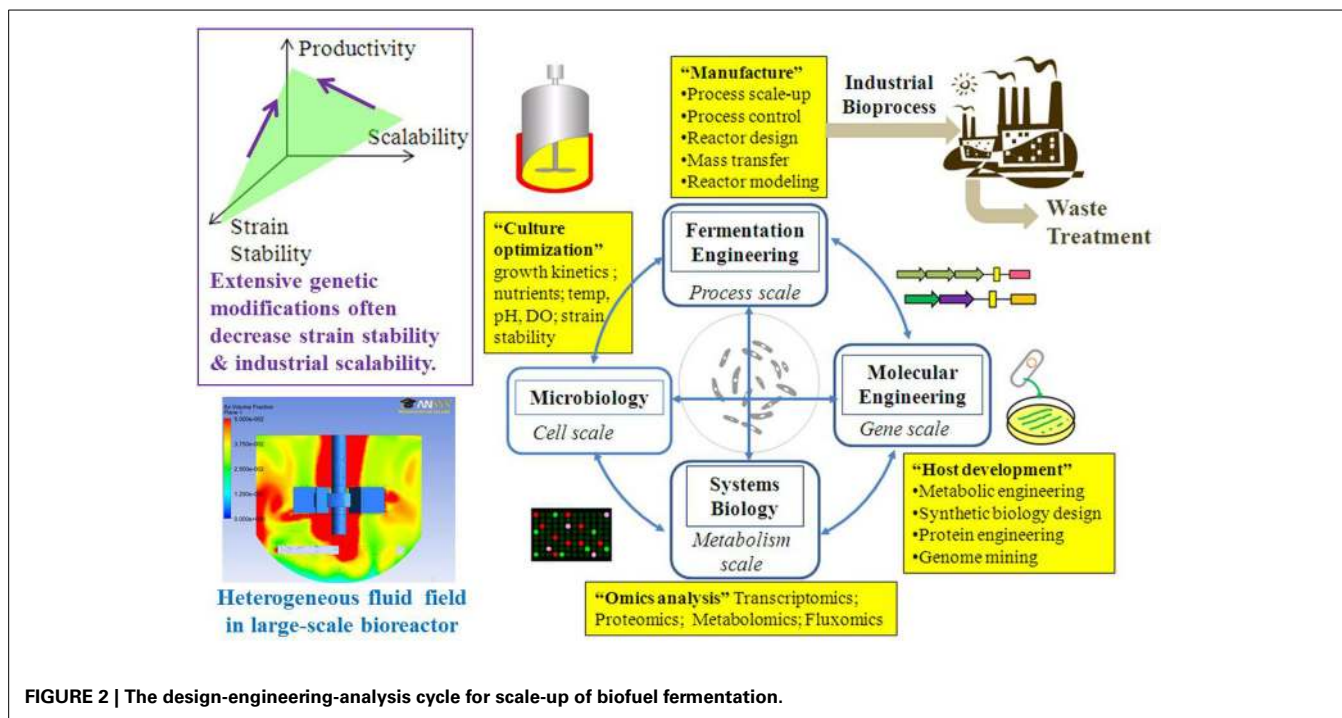 Productivity
Scalability
Strain
Stability
Extensive genetic
modifications often
decrease strain stability
& industrial scalability.
Heterogeneous fluid field
in large-scale bioreactor
“Manufacture”
•Process scale-up
•Process control
•Reactor design
•Mass transfer
•Reactor modeling
Industrial
Bioprocess
Waste
Treatment
“Culture
optimization”
growth kinetics ;
nutrients; temp,
pH, DO; strain
stability
Fermentation
Engineering
Process scale
Microbiology
Cell scale
Molecular
Engineering
Gene scale
Systems
Biology
Metabolism
scale
“Host development”
•Metabolic engineering
•Synthetic biology design
•Protein engineering
•Genome mining
“Omics analysis” Transcriptomics;
Proteomics; Metabolomics; Fluxomics
FIGURE 2 | The design-engineering-analysis cycle for scale-up of biofuel fermentation.